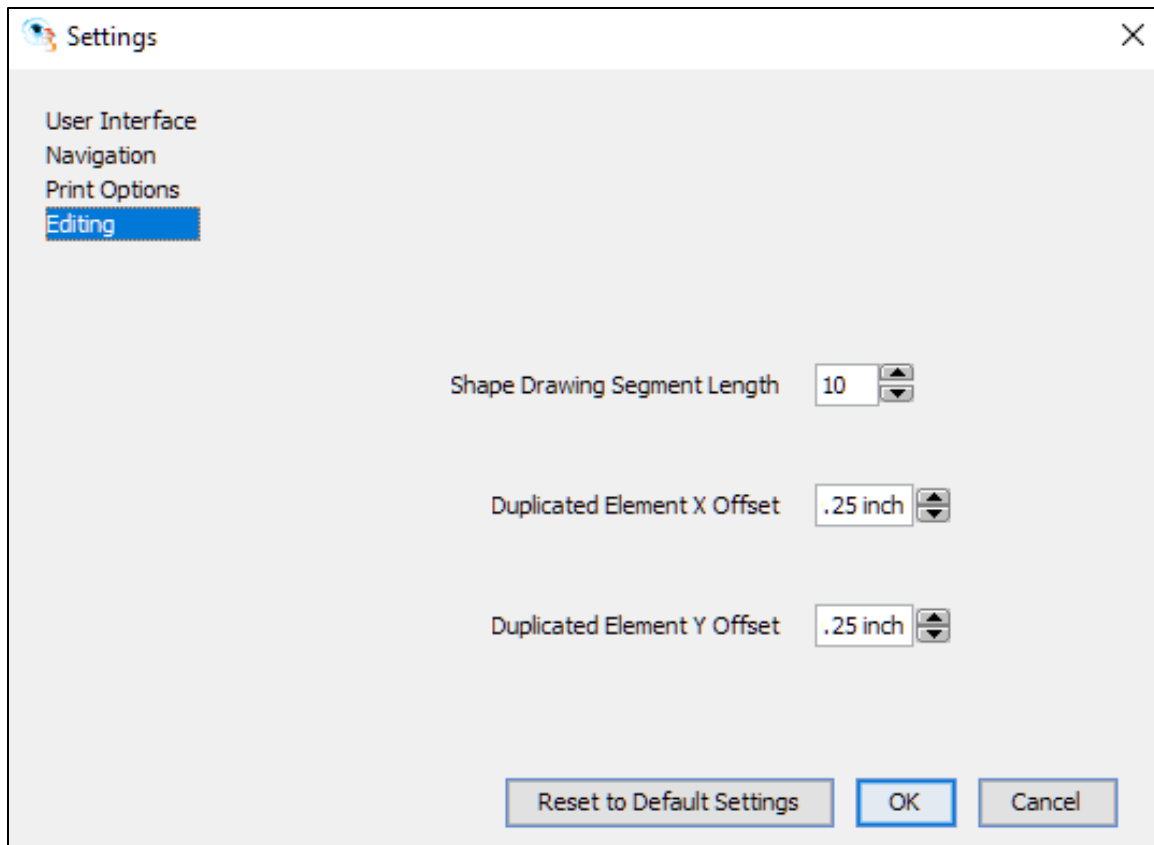 Settings
User Interface
Navigation
Print Options
Editing
Shape Drawing Segment Length 10
Duplicated Element X Offset .25 inch
Duplicated Element Y Offset .25 inch
Reset to Default Settings OK Cancel